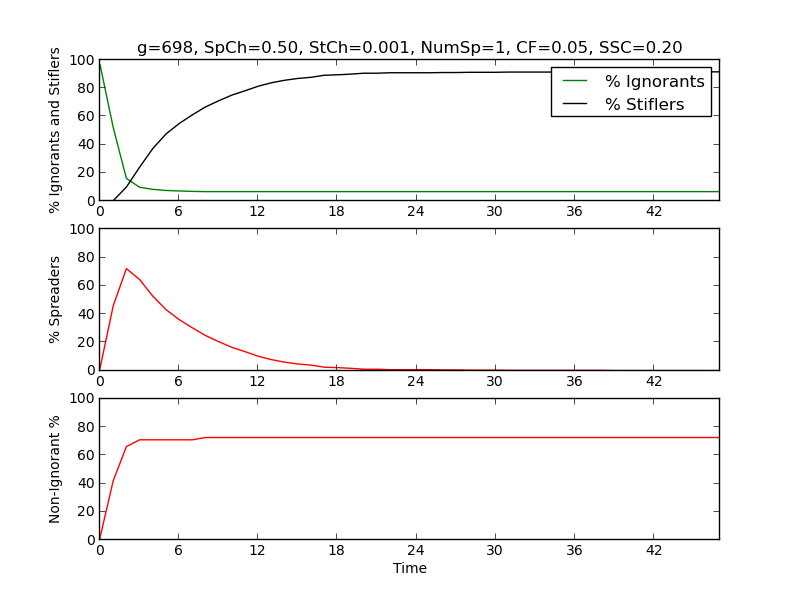 g=698, SpCh=0.50, StCh=0.001, NumSp=1, CF=0.05, SSC=0.20
% Ignorants and Stiflers
100
80
60
40
20
0
% Ignorants
% Stiflers
0 6 12 18 24 30 36 42
% Spreaders
100
80
60
40
20
0
0 6 12 18 24 30 36 42
Non-Ignorant %
100
80
60
40
20
0
0 6 12 18 24 30 36 42
Time